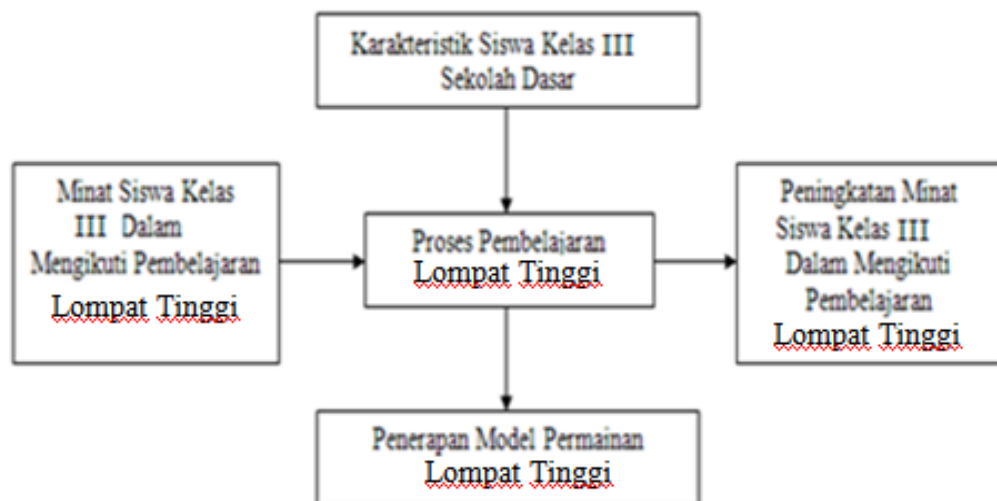 Karakteristik Siswa Kelas III
Sekolah Dasar
Minat Siswa Kelas
III Dalam
Mengikuti Pembelajaran
Lompat Tinggi
Proses Pembelajaran
Lompat Tinggi
Peningkatan Minat
Siswa Kelas III
Dalam Mengikuti
Pembelajaran
Lompat Tinggi
Penerapan Model Permainan
Lompat Tinggi